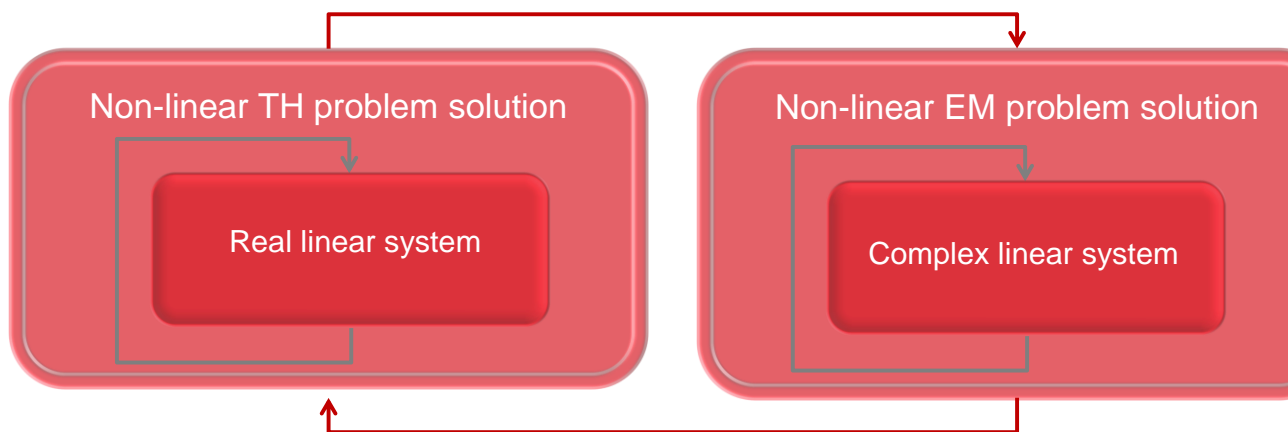 Non-linear TH problem solution
Real linear system
Non-linear EM problem solution
Complex linear system